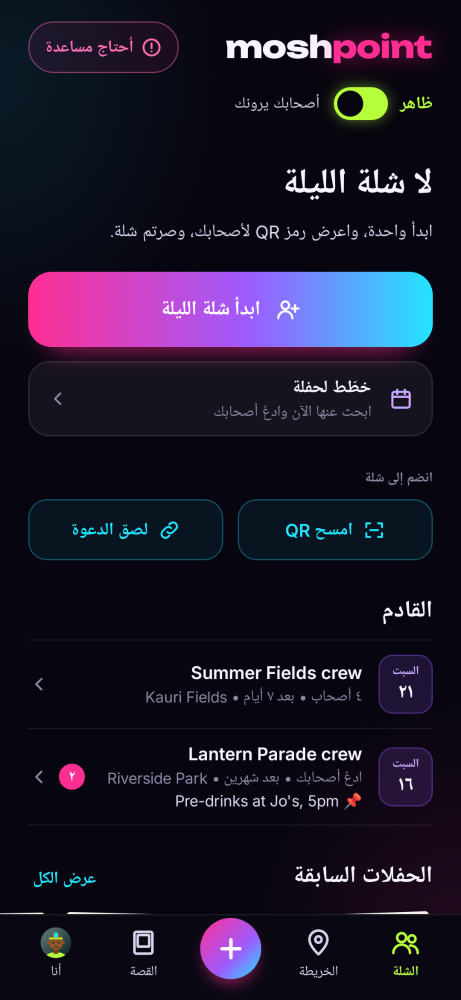 moshpoint
أحتاج مساعدة
ظاهر
أصحابك يرونك
لا شلة الليلة
ابدأ واحدة، واعرض رمز QR لأصحابك، وصرتم شلة.
ابدأ شلة الليلة
خطّط لحفلة
ابحث عنها الآن وادعُ أصحابك
انضم إلى شلة
امسح QR
لصق الدعوة
القادم
السبت
٢١
Summer Fields crew
٤ أصحاب • بعد ٧ أيام • Kauri Fields
السبت
١٦
Lantern Parade crew
ادعُ أصحابك • بعد شهرين • Riverside Park
📌 Pre-drinks at Jo's, 5pm
٢
الحفلات السابقة
عرض الكل
الشلة
الخريطة
القصة
أنا